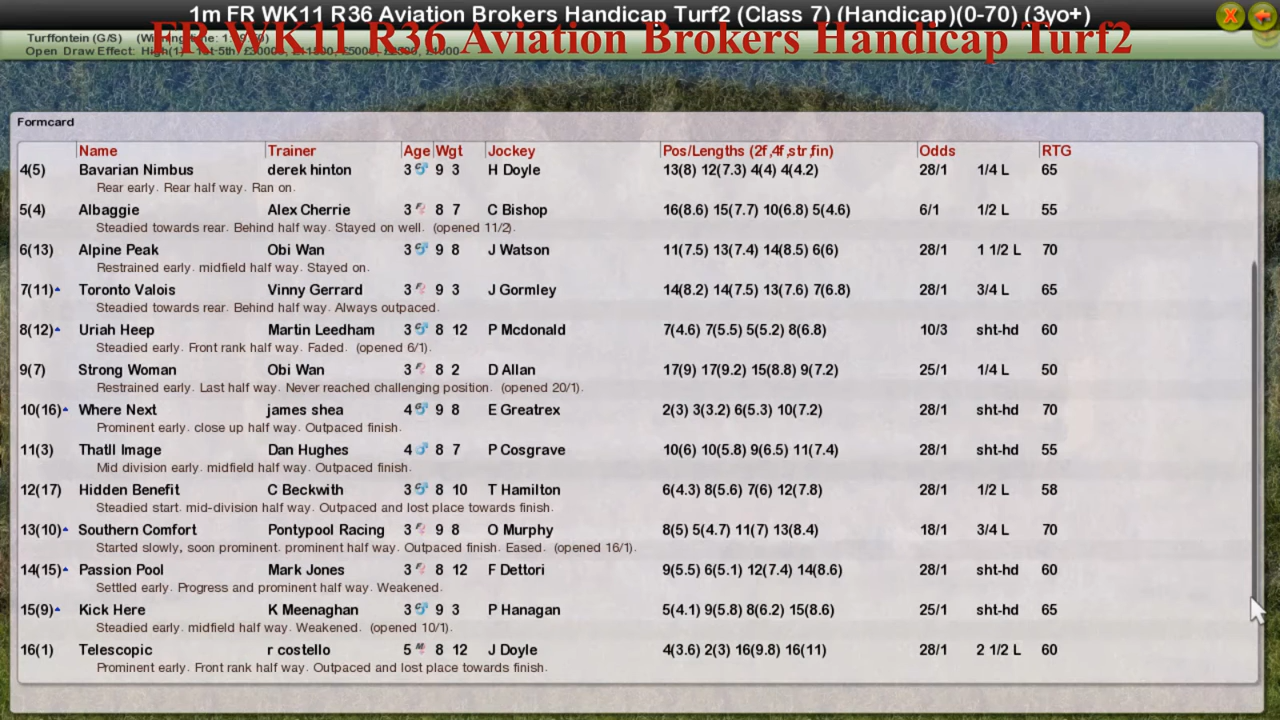 1m FR WK11 R36 Aviation Brokers Handicap Turf2 (Class 7) (Handicap)(0-70) (3yo+)
FR WK11 R36 Aviation Brokers Handicap Turf2
Turffontein (G/S)
Open Draw Effect: High(1)
Formcard
Name Trainer Age Wgt Jockey Pos/Lengths (2f,4f,str,fin) Odds RTG
4(5) Bavarian Nimbus derek hinton 3 9 3 H Doyle 13(8) 12(7.3) 4(4) 4(4.2) 28/1 1/4 L 65
Rear early. Rear half way. Ran on.
5(4) Albaggie Alex Cherrie 3 8 7 C Bishop 16(8.6) 15(7.7) 10(6.8) 5(4.6) 6/1 1/2 L 55
Steadied towards rear. Behind half way. Stayed on well. (opened 11/2).
6(13) Alpine Peak Obi Wan 3 9 8 J Watson 11(7.5) 13(7.4) 14(8.5) 6(6) 28/1 1 1/2 L 70
Restrained early. midfield half way. Stayed on.
7(11) Toronto Valois Vinny Gerrard 3 9 3 J Gormley 14(8.2) 14(7.5) 13(7.6) 7(6.8) 28/1 3/4 L 65
Steadied towards rear. Behind half way. Always outpaced.
8(12) Uriah Heep Martin Leedham 3 8 12 P Mcdonald 7(4.6) 7(5.5) 5(5.2) 8(6.8) 10/3 sht-hd 60
Steadied early. Front rank half way. Faded. (opened 6/1).
9(7) Strong Woman Obi Wan 3 8 2 D Allan 17(9) 17(9.2) 15(8.8) 9(7.2) 25/1 1/4 L 50
Restrained early. Last half way. Never reached challenging position. (opened 20/1).
10(16) Where Next james shea 4 9 8 E Greatrex 2(3) 3(3.2) 6(5.3) 10(7.2) 28/1 sht-hd 70
Prominent early. close up half way. Outpaced finish.
11(3) Thatll Image Dan Hughes 4 8 7 P Cosgrave 10(6) 10(5.8) 9(6.5) 11(7.4) 28/1 sht-hd 55
Mid division early. midfield half way. Outpaced finish.
12(17) Hidden Benefit C Beckwith 3 8 10 T Hamilton 6(4.3) 8(5.6) 7(6) 12(7.8) 28/1 1/2 L 58
Steadied start. mid-division half way. Outpaced and lost place towards finish.
13(10) Southern Comfort Pontypool Racing 3 9 8 O Murphy 8(5) 5(4.7) 11(7) 13(8.4) 18/1 3/4 L 70
Started slowly, soon prominent. prominent half way. Outpaced finish. Eased. (opened 16/1).
14(15) Passion Pool Mark Jones 3 8 12 F Dettori 9(5.5) 6(5.1) 12(7.4) 14(8.6) 28/1 sht-hd 60
Settled early. Progress and prominent half way. Weakened.
15(9) Kick Here K Meenaghan 3 9 3 P Hanagan 5(4.1) 9(5.8) 8(6.2) 15(8.6) 25/1 sht-hd 65
Steadied early. midfield half way. Weakened. (opened 10/1).
16(1) Telescopic r costello 5 8 12 J Doyle 4(3.6) 2(3) 16(9.8) 16(11) 28/1 2 1/2 L 60
Prominent early. Front rank half way. Outpaced and lost place towards finish.